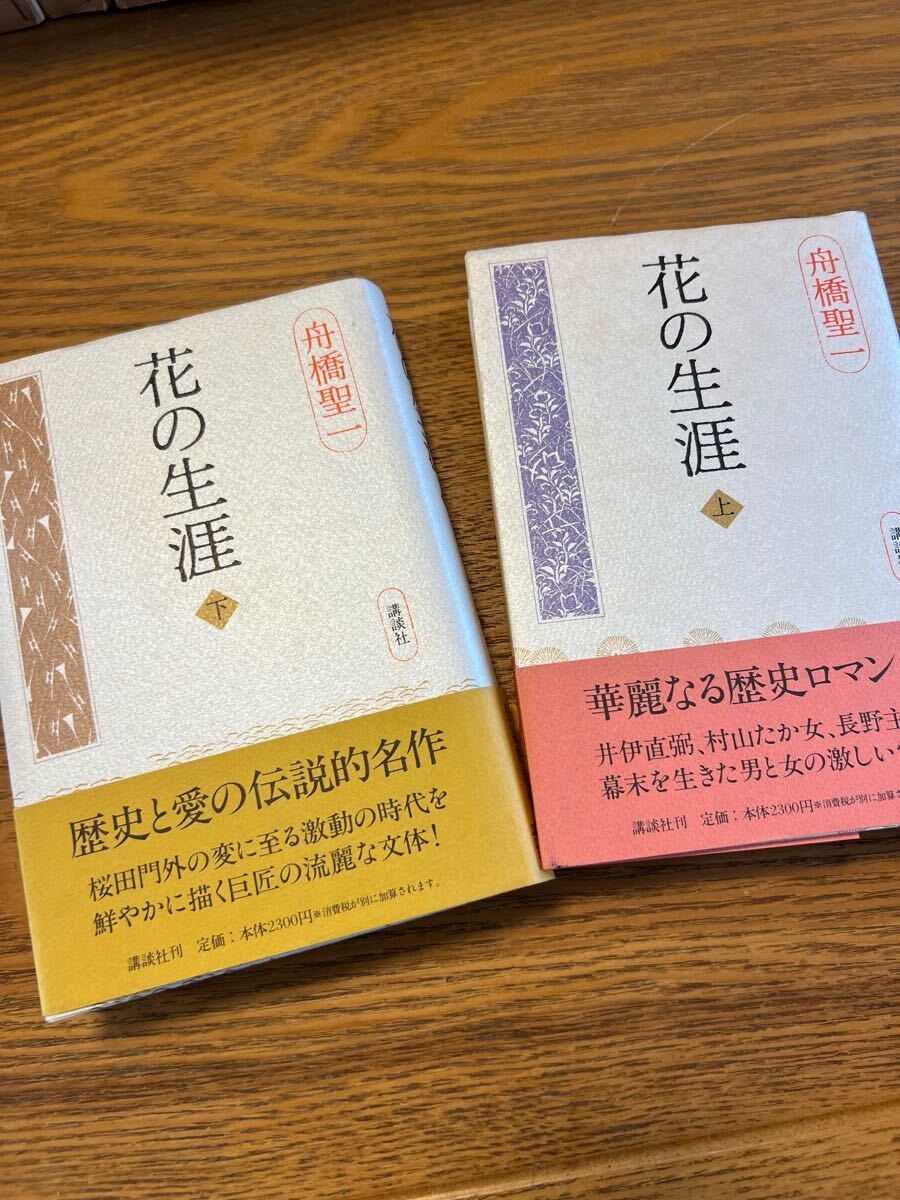 舟橋聖一
花の生涯
下
講談社
歴史と愛の伝説的名作
桜田門外の変に至る激動の時代を
鮮やかに描く巨匠の流麗な文体!
講談社刊 定価:本体2300円※消費税が別に加算されます。
舟橋聖一
花の生涯
上
講談社
華麗なる歴史ロマン
井伊直弼、村山たか女、長野主
幕末を生きた男と女の激しい
講談社刊 定価:本体2300円※消費税が別に加算さ